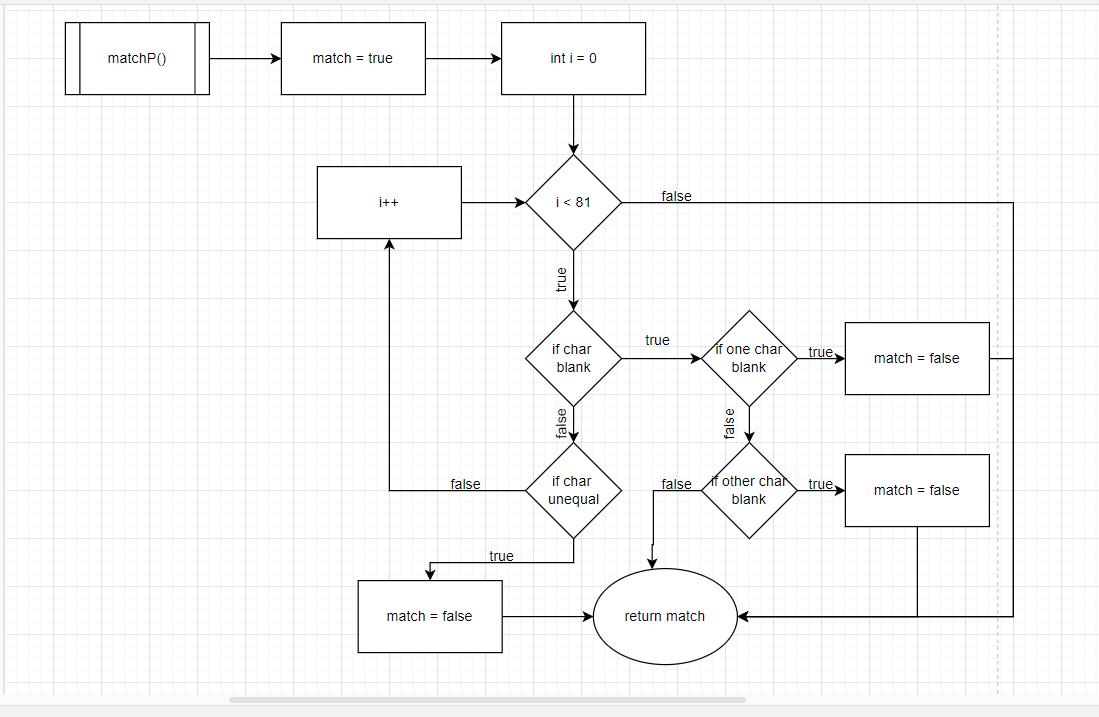 matchP()
match = true
int i = 0
i++
i < 81
false
true
if char
blank
true
if one char
blank
true
match = false
false
false
if char
unequal
false
if other char
blank
false
true
match = false
true
match = false
return match